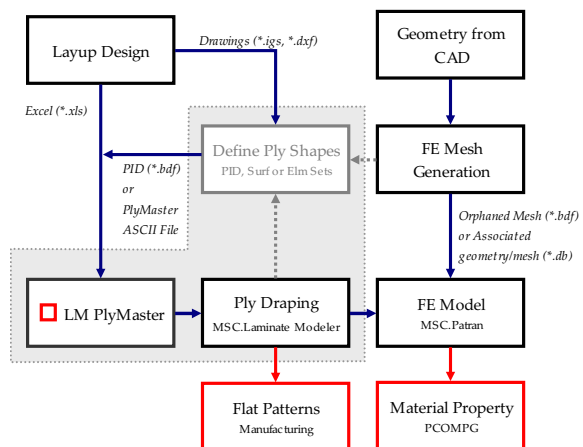 Layup Design
Drawings (*.igs, *.dxf)
Geometry from
CAD
Excel (*.xls)
Define Ply Shapes
PID, Surf or Elm Sets
FE Mesh
Generation
PID (*.bdf)
or
PlyMaster
ASCII File
Orphaned Mesh (*.bdf)
or Associated
geometry/mesh (*.db)
LM PlyMaster
Ply Draping
MSC.Laminate Modeler
FE Model
MSC.Patran
Flat Patterns
Manufacturing
Material Property
PCOMPG